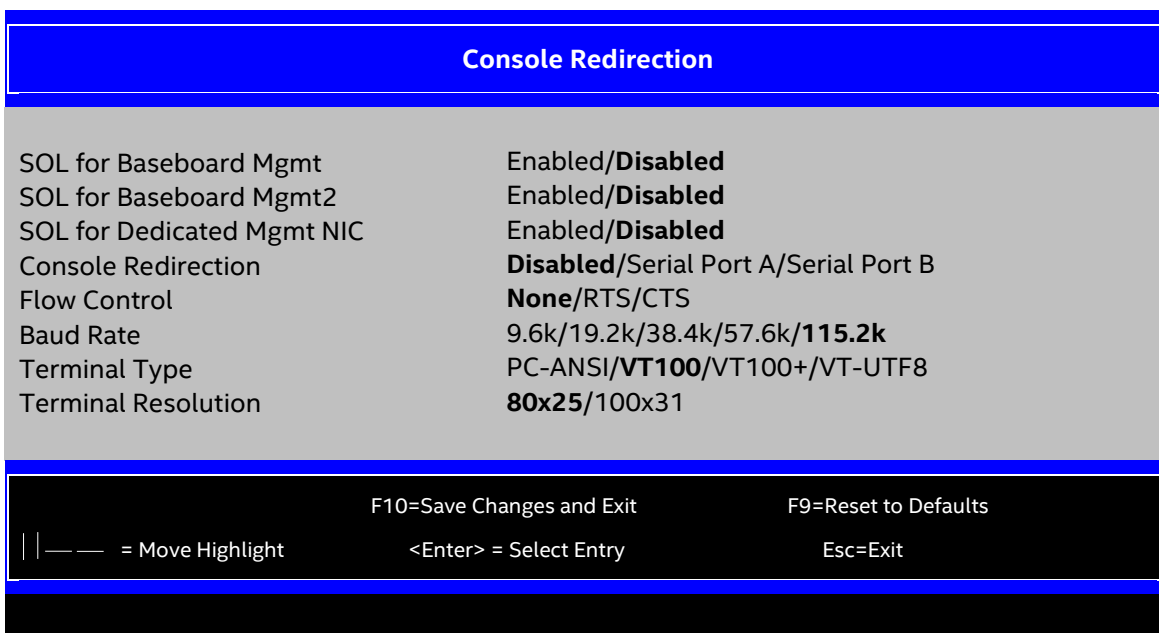 Console Redirection
SOL for Baseboard Mgmt Enabled/Disabled
SOL for Baseboard Mgmt2 Enabled/Disabled
SOL for Dedicated Mgmt NIC Enabled/Disabled
Console Redirection Disabled/Serial Port A/Serial Port B
Flow Control None/RTS/CTS
Baud Rate 9.6k/19.2k/38.4k/57.6k/115.2k
Terminal Type PC-ANSI/VT100/VT100+/VT-UTF8
Terminal Resolution 80x25/100x31
F10=Save Changes and Exit F9=Reset to Defaults
= Move Highlight <Enter> = Select Entry Esc=Exit